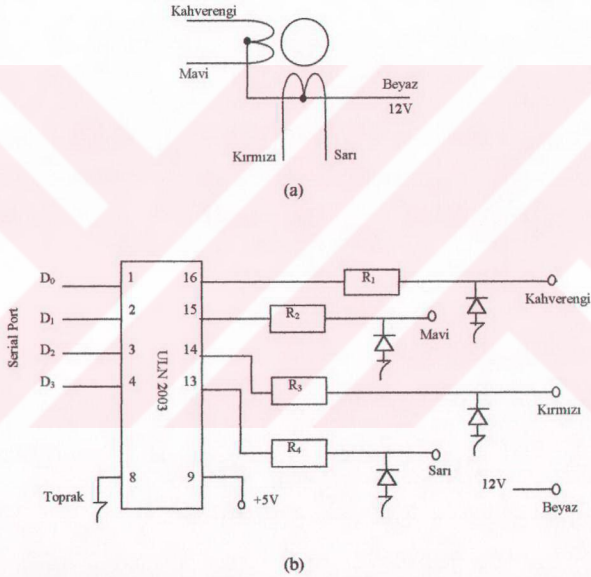 Kahverengi
Mavi
Beyaz
12V
Kırmızı
Sarı
(a)
Serial Port
D₀
D₁
D₂
D₃
1
2
3
4
8
Toprak
ULN 2003
16
15
14
13
9
+5V
R₁
Kahverengi
R₂
Mavi
R₃
Kırmızı
R₄
Sarı
12V
Beyaz
(b)